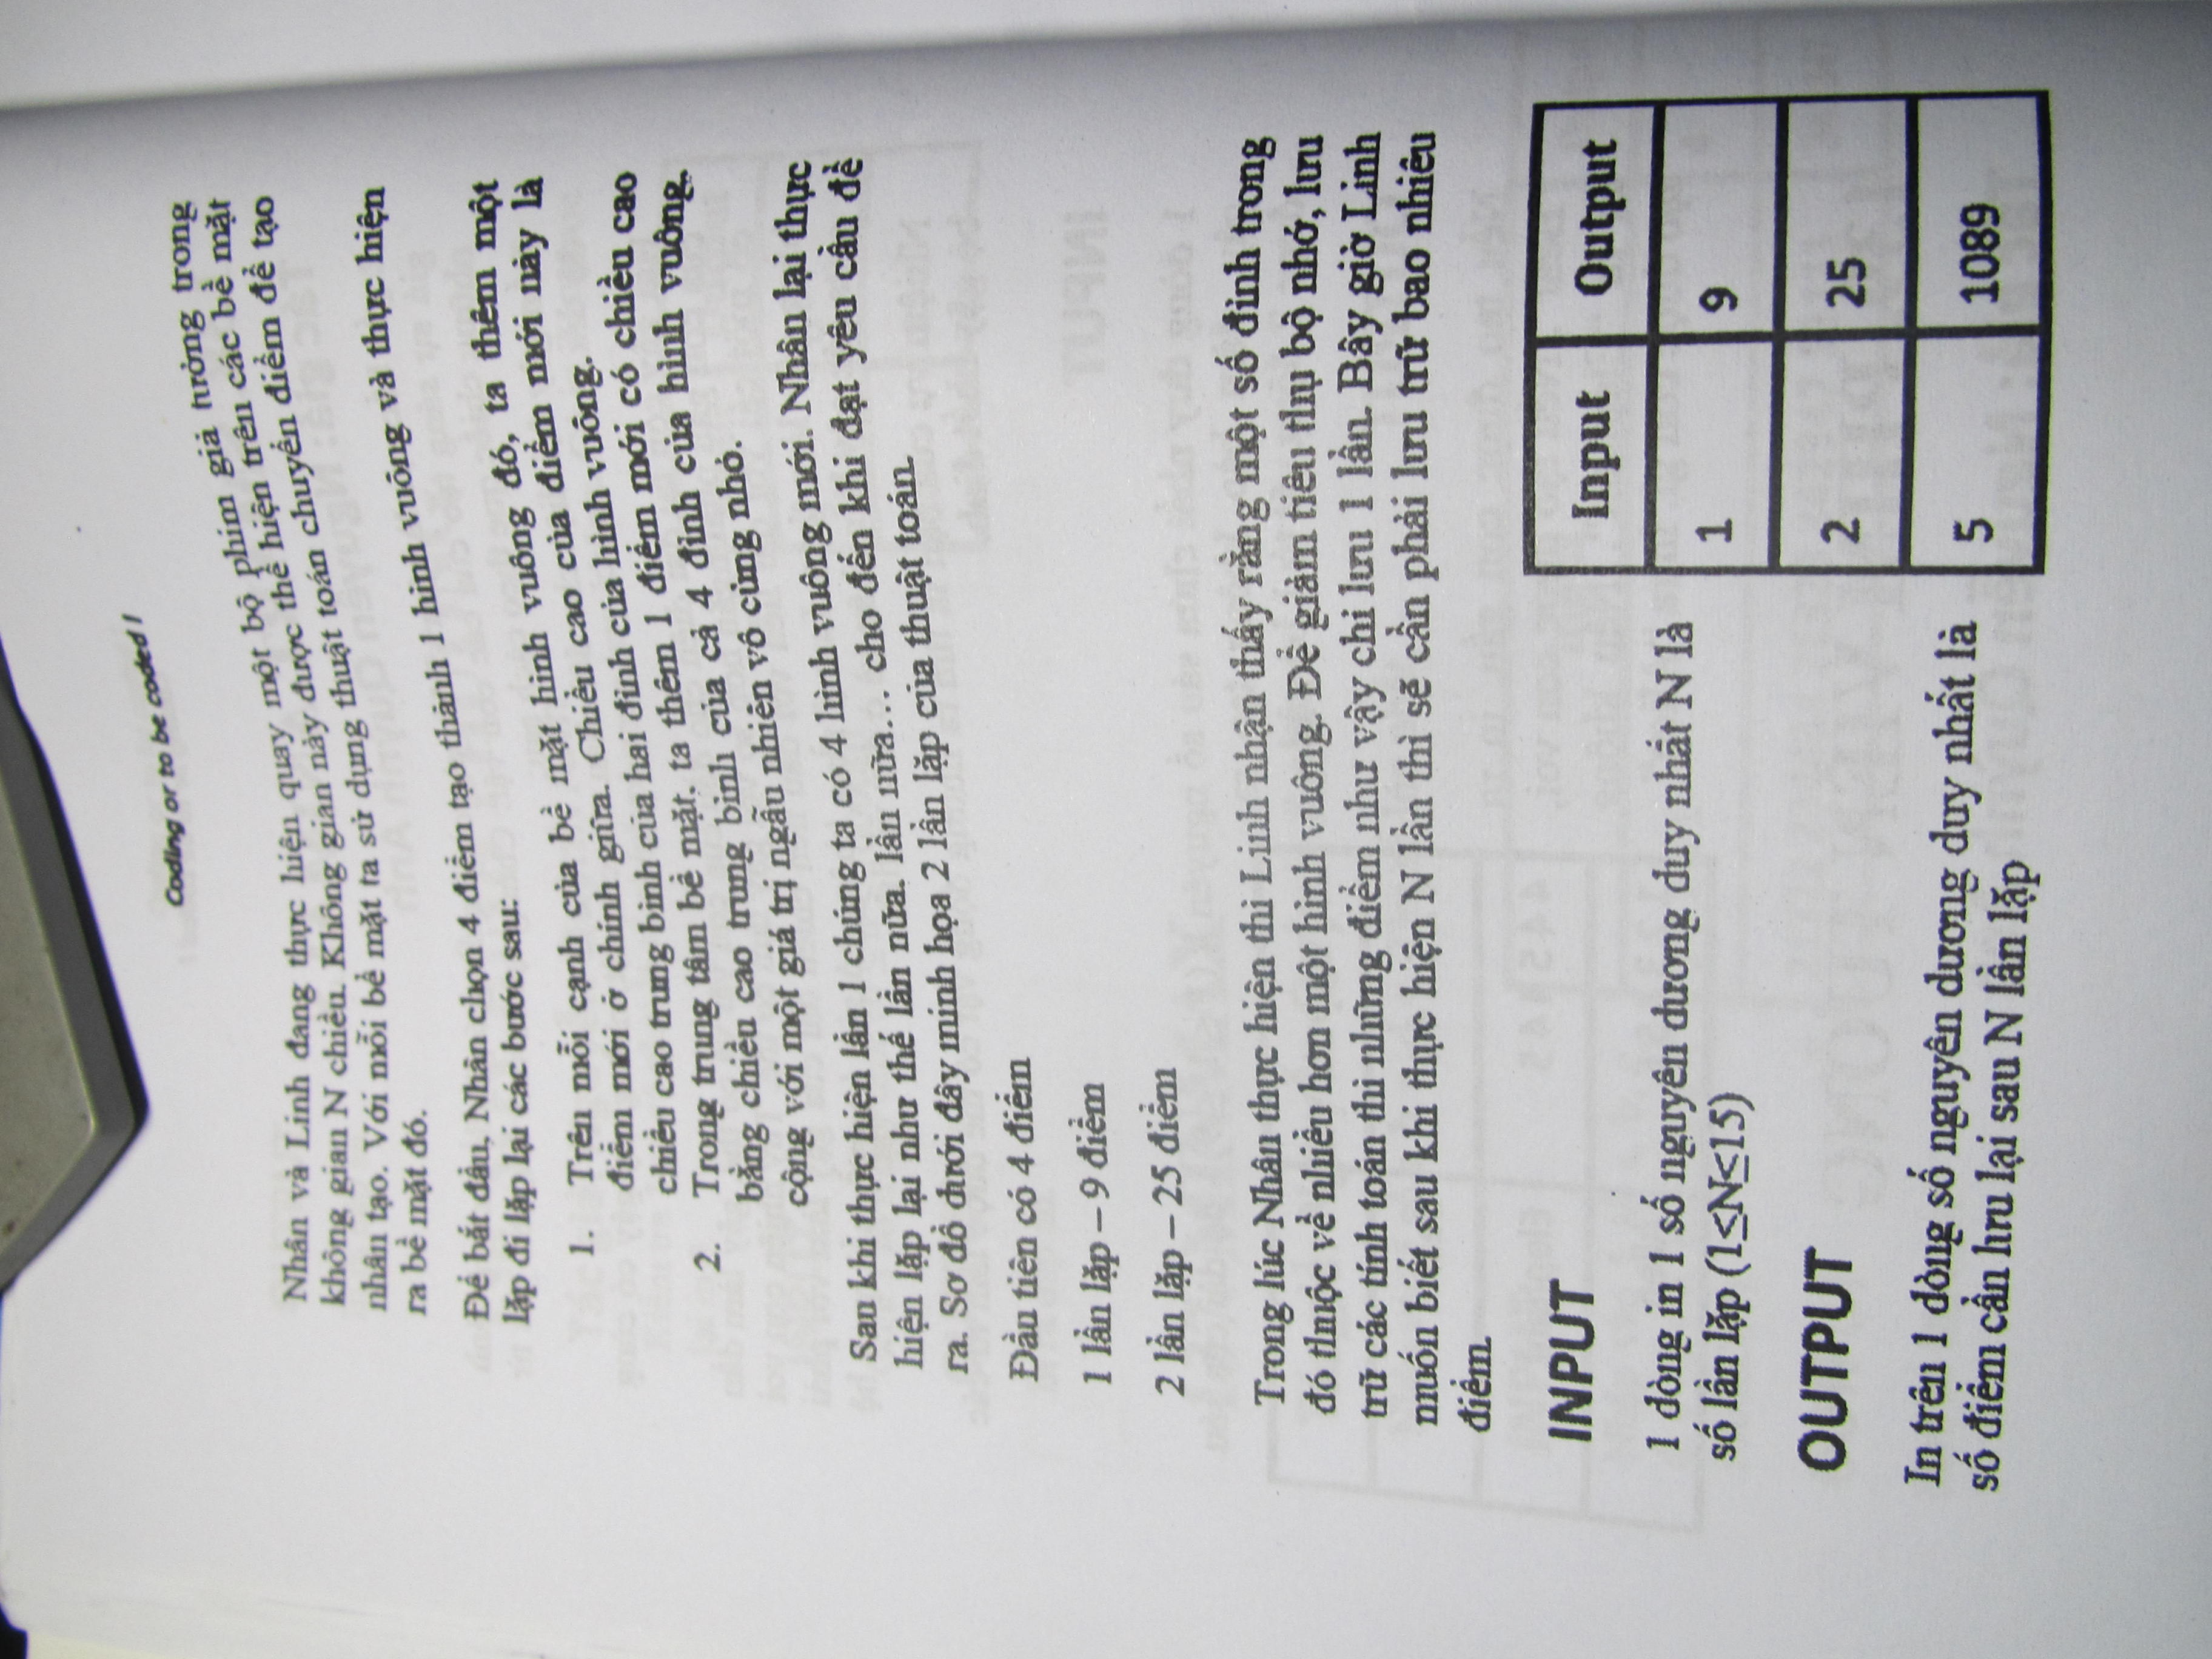 Coding or to be coded !
Nhân và Linh đang thực hiện quay một bộ phim giả tưởng trong
không gian N chiều. Không gian này được thể hiện trên các bề mặt
nhân tạo. Với mỗi bề mặt ta sử dụng thuật toán chuyển điểm để tạo
ra bề mặt đó.
Để bắt đầu, Nhân chọn 4 điểm tạo thành 1 hình vuông và thực hiện
lặp đi lặp lại các bước sau:
1. Trên mỗi cạnh của bề mặt hình vuông đó, ta thêm một
điểm mới ở chính giữa. Chiều cao của điểm mới này là
chiều cao trung bình của hai đỉnh của hình vuông.
2. Trong trung tâm bề mặt, ta thêm 1 điểm mới có chiều cao
bằng chiều cao trung bình của cả 4 đỉnh của hình vuông,
cộng với một giá trị ngẫu nhiên vô cùng nhỏ.
Sau khi thực hiện lần 1 chúng ta có 4 hình vuông mới. Nhân lại thực
hiện lặp lại như thế lần nữa, lần nữa… cho đến khi đạt yêu cầu đề
ra. Sơ đồ dưới đây minh họa 2 lần lặp của thuật toán.
Đầu tiên có 4 điểm
1 lần lặp – 9 điểm
2 lần lặp – 25 điểm
Trong lúc Nhân thực hiện thì Linh nhận thấy rằng một số đỉnh trong
đó thuộc về nhiều hơn một hình vuông. Để giảm tiêu thụ bộ nhớ, lưu
trữ các tính toán thì những điểm như vậy chỉ lưu 1 lần. Bây giờ Linh
muốn biết sau khi thực hiện N lần thì sẽ cần phải lưu trữ bao nhiêu
điểm.
INPUT
1 dòng in 1 số nguyên dương duy nhất N là
số lần lặp (1≤N≤15)
OUTPUT
In trên 1 dòng số nguyên dương duy nhất là
số điểm cần lưu lại sau N lần lặp
Input Output
1 9
2 25
5 1089